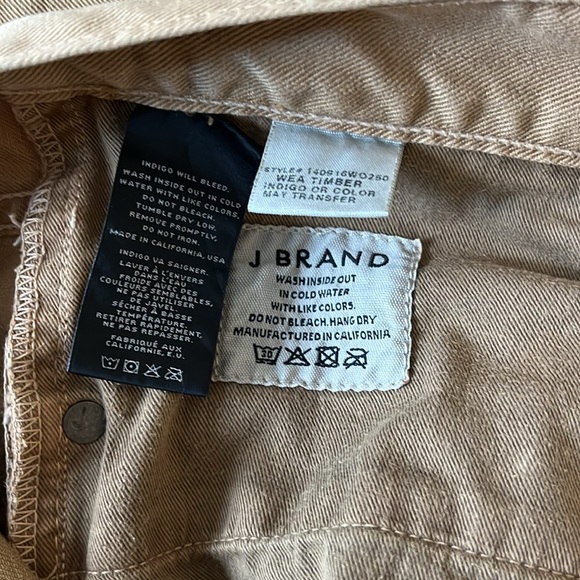 INDIGO WILL BLEED.
WASH INSIDE OUT IN COLD
WATER WITH LIKE COLORS.
DO NOT BLEACH.
TUMBLE DRY LOW.
REMOVE PROMPTLY.
DO NOT IRON.
MADE IN CALIFORNIA, USA
INDIGO VA SAIGNER.
LAVER À L'ENVERS
DANS L'EAU
FROIDE AVEC DES
COULEURS SEMBLABLES.
NE PAS UTILISER
DE JAVEL.
SÉCHER À BASSE
TEMPÉRATURE.
RETIRER RAPIDEMENT.
NE PAS REPASSER.
FABRIQUÉ AUX
CALIFORNIE, E.U.
STYLE# 140916WO250
WEA TIMBER
INDIGO OR COLOR
MAY TRANSFER
J BRAND
WASH INSIDE OUT
IN COLD WATER
WITH LIKE COLORS.
DO NOT BLEACH. HANG DRY
MANUFACTURED IN CALIFORNIA
30